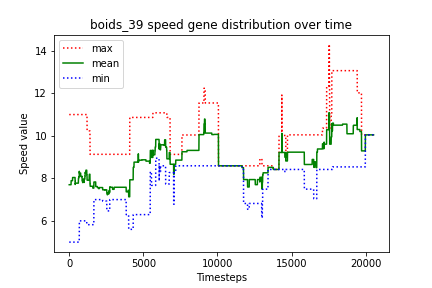 boids_39 speed gene distribution over time
max
mean
min
Speed value
14
12
10
8
6
0
5000
10000
15000
20000
Timesteps